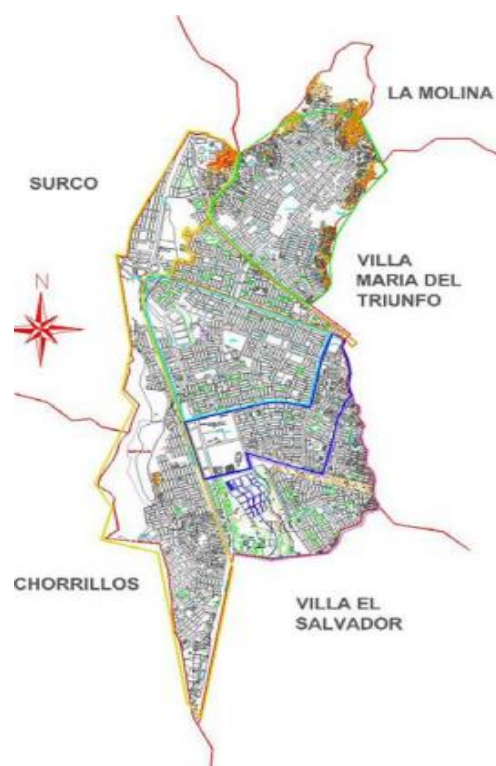 LA MOLINA
SURCO
VILLA
MARIA DEL
TRIUNFO
N
CHORRILLOS
VILLA EL
SALVADOR